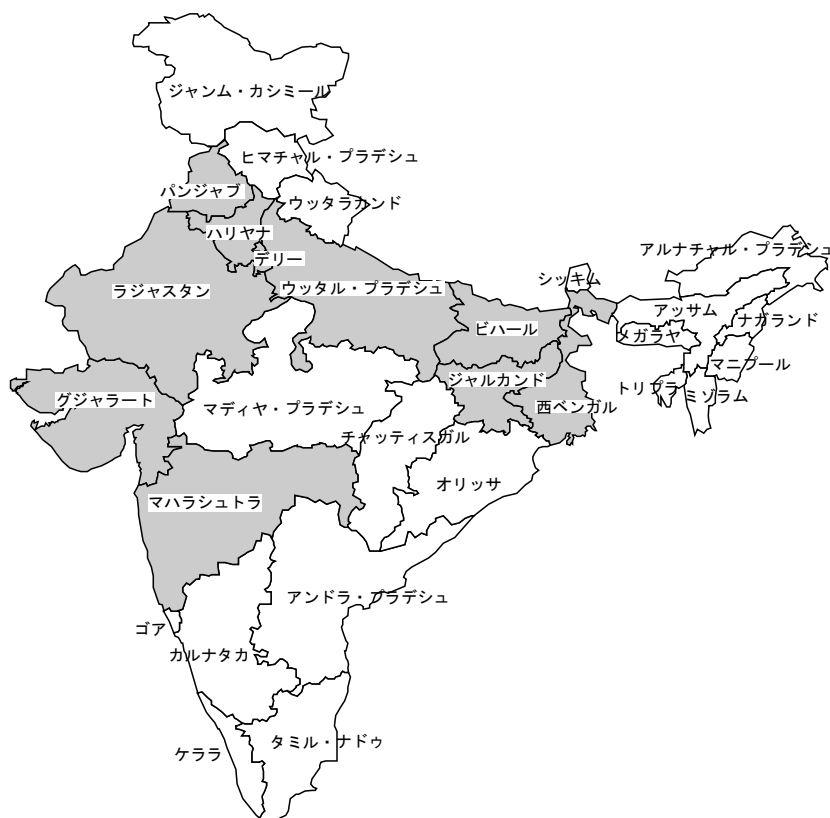 ジャンム・カシミール
ヒマチャル・プラデシュ
パンジャブ
ウッタラカンド
ハリヤナ
デリー
アルナチャル・プラデシュ
シッキム
ラジャスタン
ウッタル・プラデシュ
アッサム
ナガランド
ビハール
メガラヤ
マニプール
ジャルカンド
トリプラ
ミゾラム
グジャラート
マディヤ・プラデシュ
西ベンガル
チャッティスガル
オリッサ
マハラシュトラ
アンドラ・プラデシュ
ゴア
カルナタカ
タミル・ナドゥ
ケララ